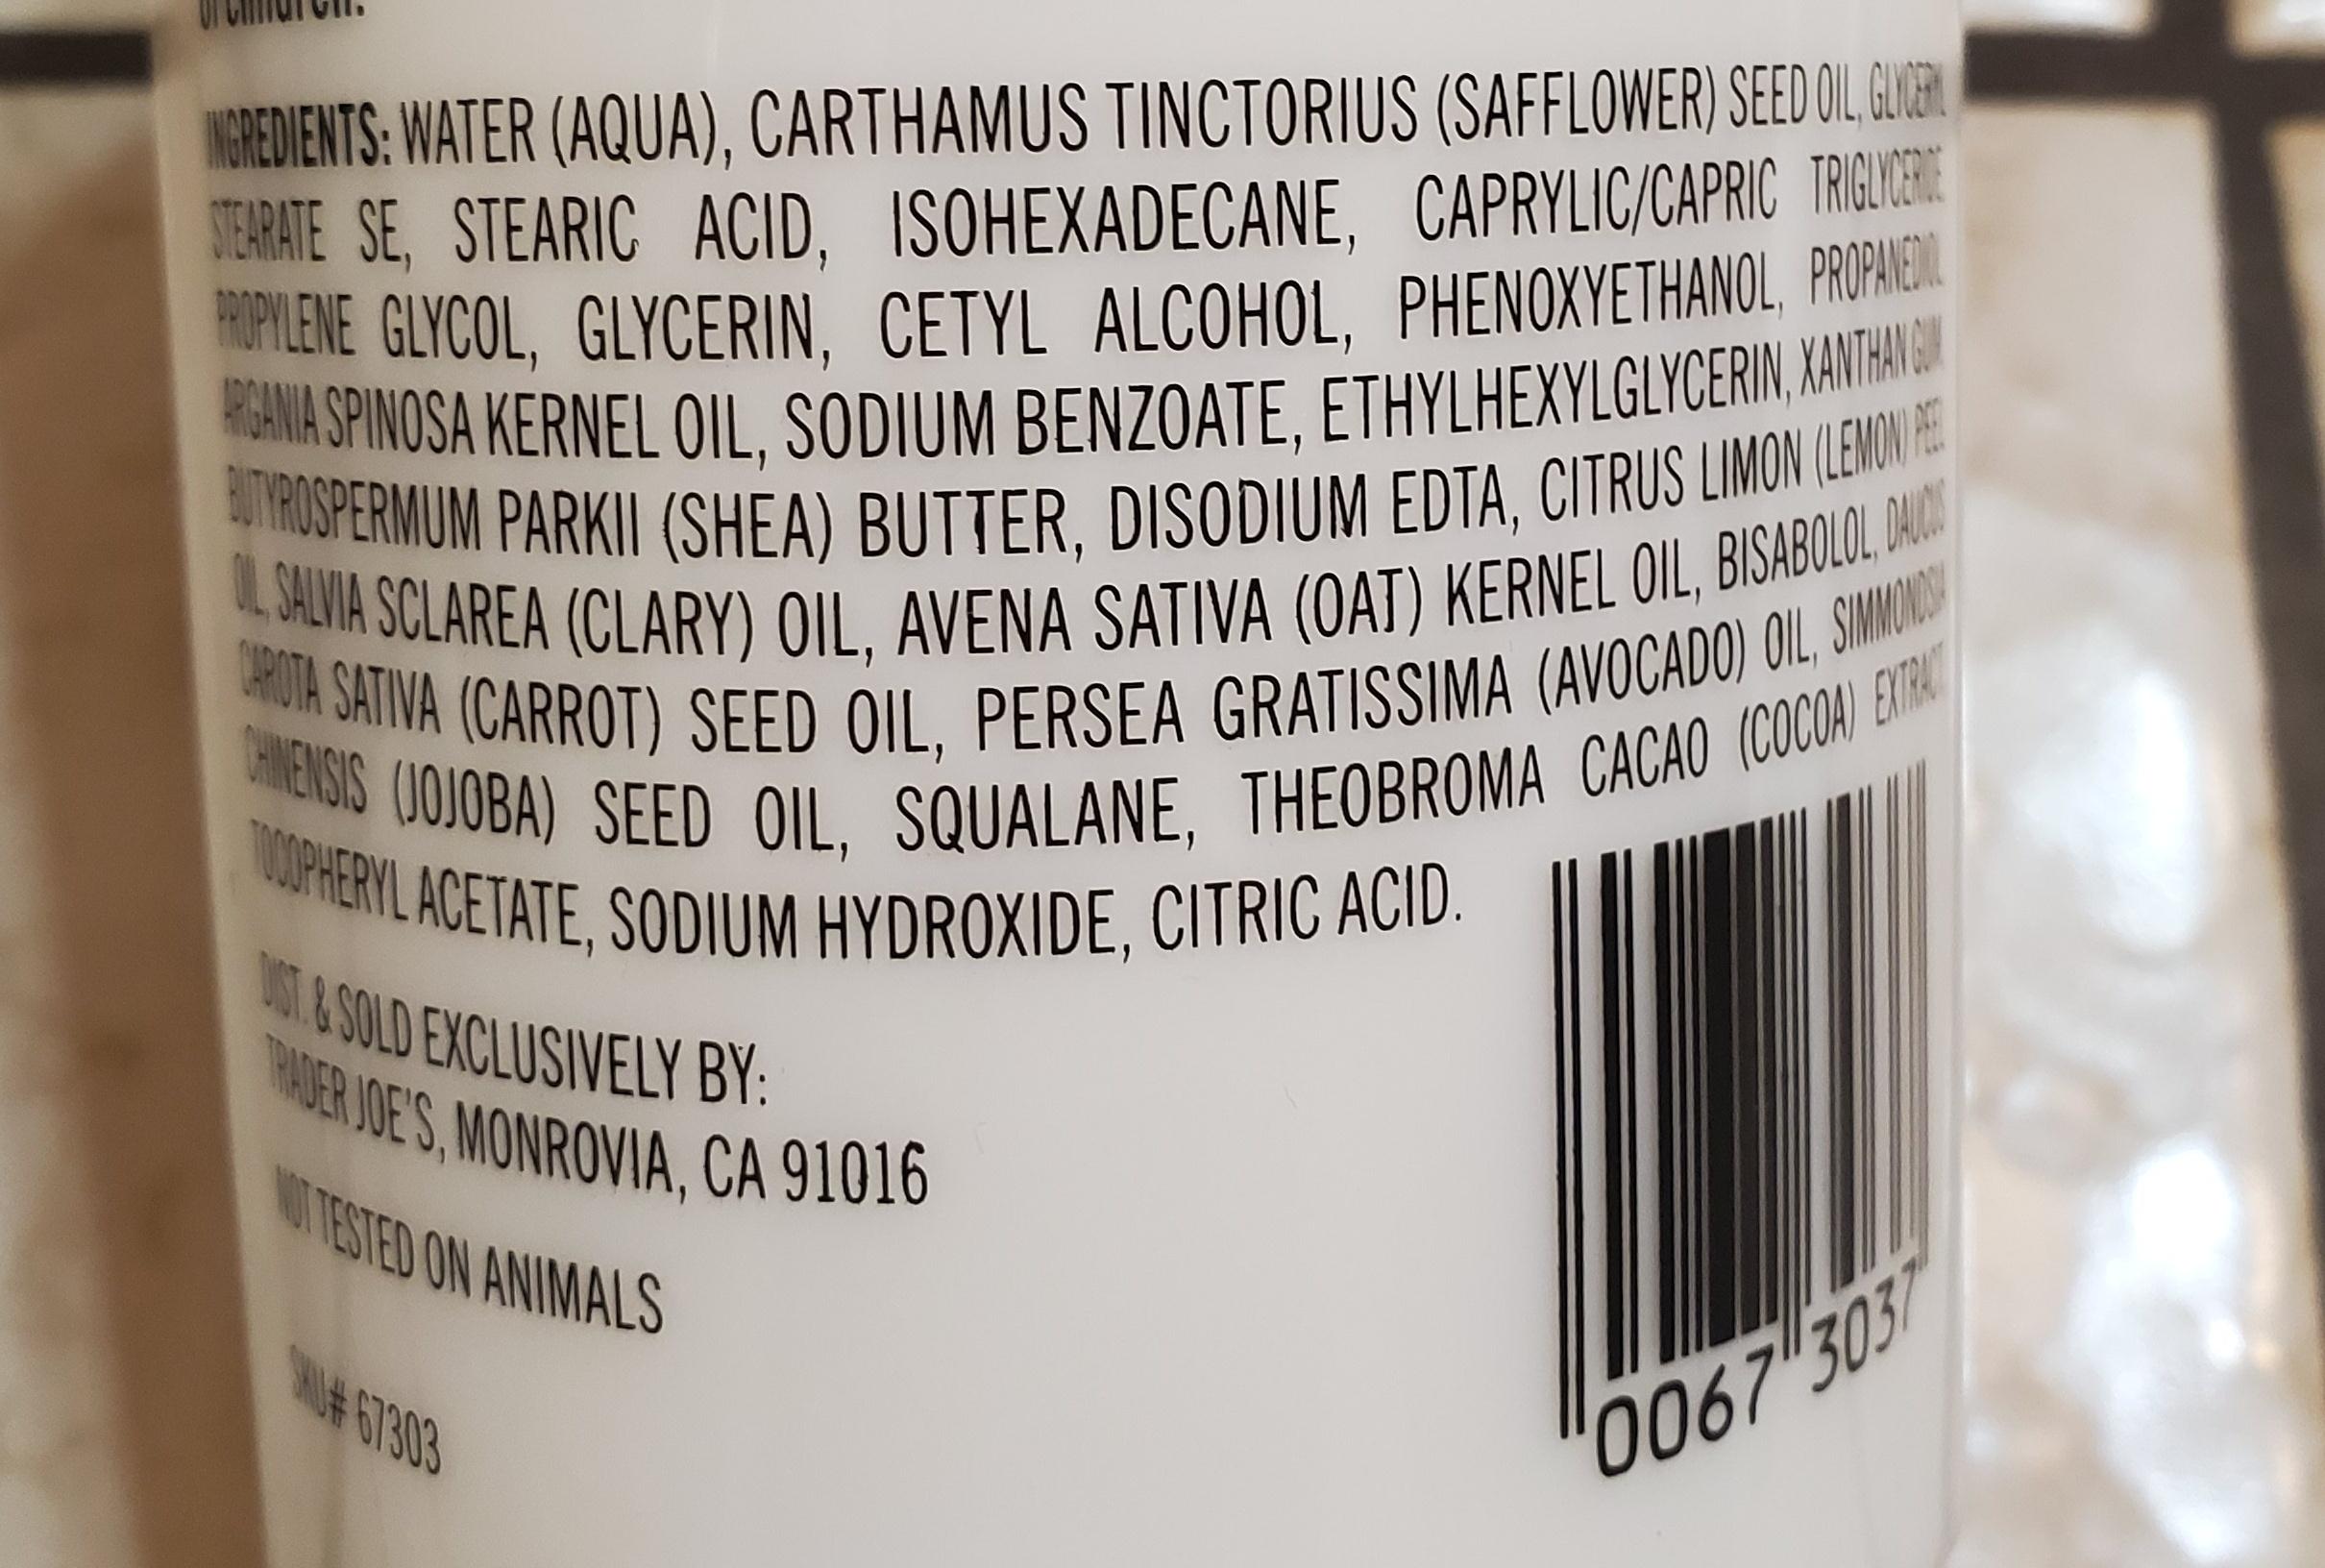 of children.
INGREDIENTS: WATER (AQUA), CARTHAMUS TINCTORIUS (SAFFLOWER) SEED OIL, GLYCERYL
STEARATE SE, STEARIC ACID, ISOHEXADECANE, CAPRYLIC/CAPRIC TRIGLYCERIDE
PROPYLENE GLYCOL, GLYCERIN, CETYL ALCOHOL, PHENOXYETHANOL, PROPANEDIOL
ARGANIA SPINOSA KERNEL OIL, SODIUM BENZOATE, ETHYLHEXYLGLYCERIN, XANTHAN GUM
BUTYROSPERMUM PARKII (SHEA) BUTTER, DISODIUM EDTA, CITRUS LIMON (LEMON) PEEL
OIL, SALVIA SCLAREA (CLARY) OIL, AVENA SATIVA (OAT) KERNEL OIL, BISABOLOL, DAUCUS
CAROTA SATIVA (CARROT) SEED OIL, PERSEA GRATISSIMA (AVOCADO) OIL, SIMMONDSIA
CHINENSIS (JOJOBA) SEED OIL, SQUALANE, THEOBROMA CACAO (COCOA) EXTRACT
TOCOPHERYL ACETATE, SODIUM HYDROXIDE, CITRIC ACID.
DIST. & SOLD EXCLUSIVELY BY:
TRADER JOE'S, MONROVIA, CA 91016
NOT TESTED ON ANIMALS
SKU# 67303
0067 3037